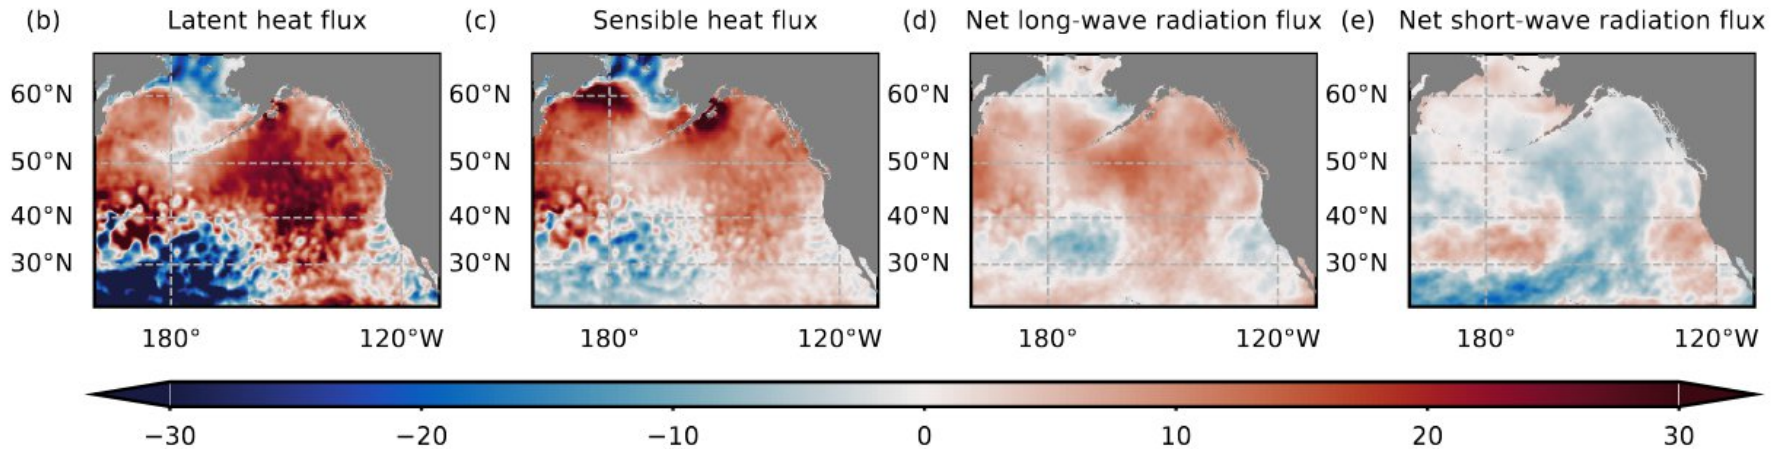 (b) Latent heat flux (c) Sensible heat flux (d) Net long-wave radiation flux (e) Net short-wave radiation flux
60°N 60°N 60°N 60°N
50°N 50°N 50°N 50°N
40°N 40°N 40°N 40°N
30°N 30°N 30°N 30°N
180° 120°W 180° 120°W 180° 120°W 180° 120°W
−30 −20 −10 0 10 20 30